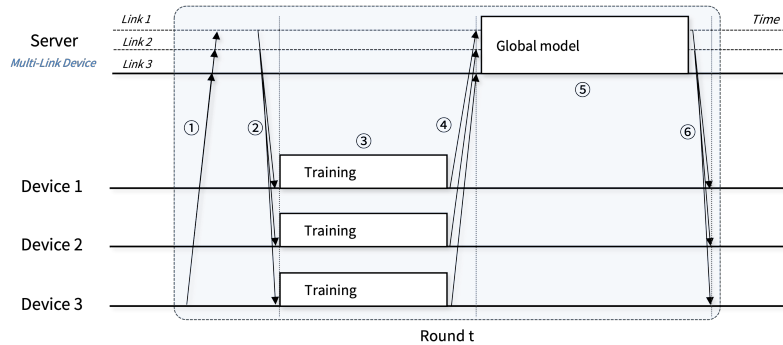 Link 1
Time
Server
Link 2
Global model
Multi-Link Device
Link 3
⑤
①
②
③
④
⑥
Training
Device 1
Training
Device 2
Training
Device 3
Round t